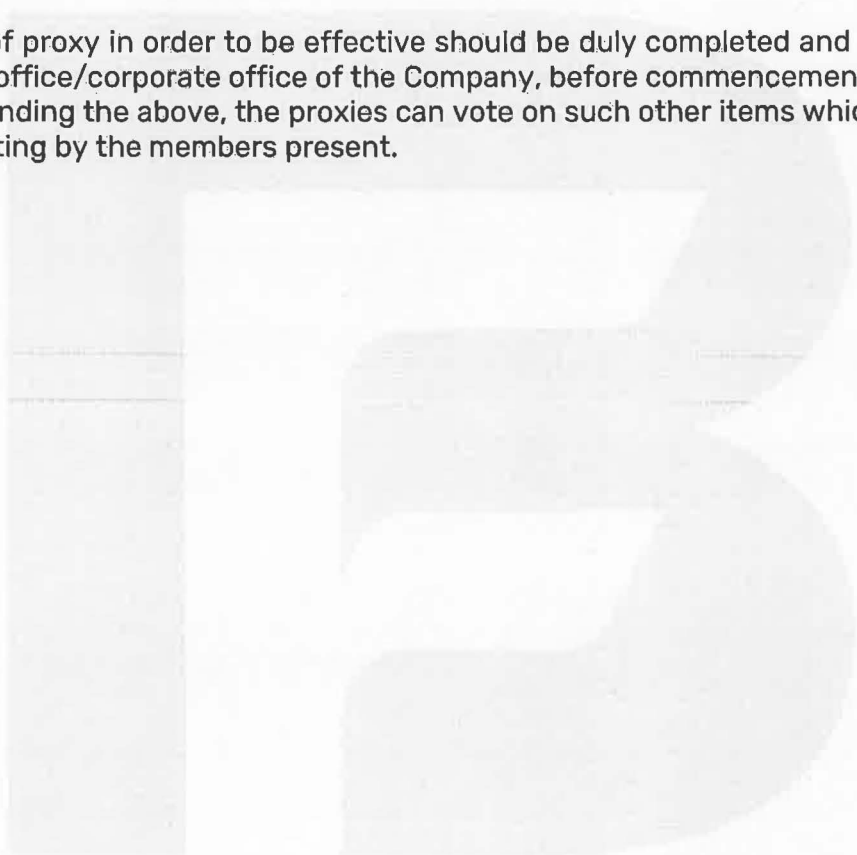 f proxy in order to be effective should be duly completed and
office/corporate office of the Company, before commencemen
nding the above, the proxies can vote on such other items whic
ting by the members present.